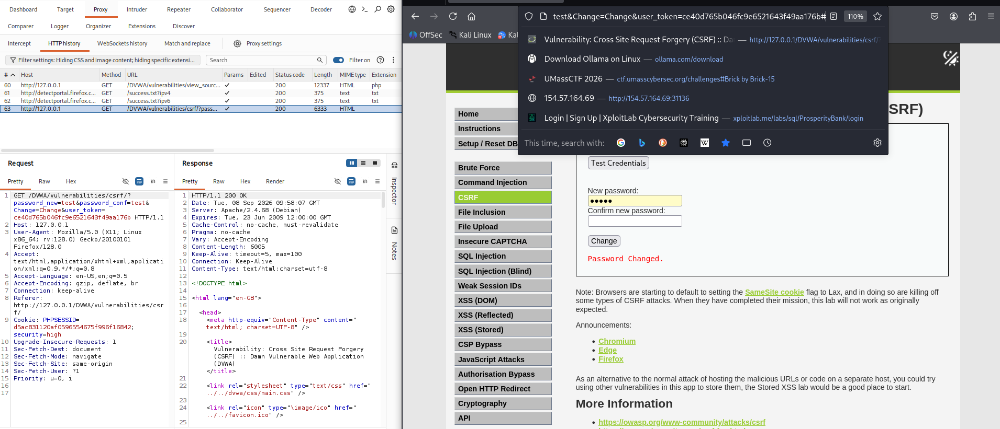 Dashboard Target Proxy Intruder Repeater Collaborator Sequencer Decoder
Comparer Logger Organizer Extensions Discover
Intercept HTTP history WebSockets history Match and replace Proxy settings
Filter settings: Hiding CSS and image content; hiding specific extensi... Search Filter on
# Host Method URL Params Edited Status code Length MIME type Extension
60 http://127.0.0.1 GET /DVWA/vulnerabilities/view_sourc... ✓ 200 12337 HTML php
61 http://detectportal.firefox.c... GET /success.txt?ipv4 ✓ 200 375 text txt
62 http://detectportal.firefox.c... GET /success.txt?ipv6 ✓ 200 375 text txt
63 http://127.0.0.1 GET /DVWA/vulnerabilities/csrf/?pass... ✓ 200 6333 HTML
Request
Pretty Raw Hex \n
1 GET /DVWA/vulnerabilities/csrf/?
password_new=test&password_conf=test&
Change=Change&user_token=
ce40d765b046fc9e6521643f49aa176b HTTP/1.1
2 Host: 127.0.0.1
3 User-Agent: Mozilla/5.0 (X11; Linux
x86_64; rv:128.0) Gecko/20100101
Firefox/128.0
4 Accept:
text/html,application/xhtml+xml,applicati
on/xml;q=0.9,*/*;q=0.8
5 Accept-Language: en-US,en;q=0.5
6 Accept-Encoding: gzip, deflate, br
7 Connection: keep-alive
8 Referer:
http://127.0.0.1/DVWA/vulnerabilities/csr
f/
9 Cookie: PHPSESSID=
d5ac831120af0596554675f996f16842;
security=high
10 Upgrade-Insecure-Requests: 1
11 Sec-Fetch-Dest: document
12 Sec-Fetch-Mode: navigate
13 Sec-Fetch-Site: same-origin
14 Sec-Fetch-User: ?1
15 Priority: u=0, i
16
17
Response
Pretty Raw Hex Render \n
1 HTTP/1.1 200 OK
2 Date: Tue, 08 Sep 2026 09:58:07 GMT
3 Server: Apache/2.4.68 (Debian)
4 Expires: Tue, 23 Jun 2009 12:00:00 GMT
5 Cache-Control: no-cache, must-revalidate
6 Pragma: no-cache
7 Vary: Accept-Encoding
8 Content-Length: 6005
9 Keep-Alive: timeout=5, max=100
10 Connection: Keep-Alive
11 Content-Type: text/html;charset=utf-8
12
13 <!DOCTYPE html>
14
15 <html lang="en-GB">
16
17 <head>
18 <meta http-equiv="Content-Type" content="
text/html; charset=UTF-8" />
19
20 <title>
Vulnerability: Cross Site Request Forgery
(CSRF) :: Damn Vulnerable Web Application
(DVWA)
</title>
21
22 <link rel="stylesheet" type="text/css" href="
../../dvwa/css/main.css" />
23
24 <link rel="icon" type="\image/ico" href="
../../favicon.ico" />
25
Inspector
Notes
test&Change=Change&user_token=ce40d765b046fc9e6521643f49aa176b# 110%
OffSec Kali Linux Kal
Vulnerability: Cross Site Request Forgery (CSRF) :: Da — http://127.0.0.1/DVWA/vulnerabilities/csrf/?
Download Ollama on Linux — ollama.com/download
UMassCTF 2026 — ctf.umasscybersec.org/challenges#Brick by Brick-15
154.57.164.69 — http://154.57.164.69:31136
Login | Sign Up | XploitLab Cybersecurity Training — xploitlab.me/labs/sql/ProsperityBank/login
This time, search with:
Home
Instructions
Setup / Reset DB
Brute Force
Command Injection
CSRF
File Inclusion
File Upload
Insecure CAPTCHA
SQL Injection
SQL Injection (Blind)
Weak Session IDs
XSS (DOM)
XSS (Reflected)
XSS (Stored)
CSP Bypass
JavaScript Attacks
Authorisation Bypass
Open HTTP Redirect
Cryptography
API
SRF)
Test Credentials
New password:
●●●●●
Confirm new password:
Change
Password Changed.
Note: Browsers are starting to default to setting the SameSite cookie flag to Lax, and in doing so are killing off
some types of CSRF attacks. When they have completed their mission, this lab will not work as originally
expected.
Announcements:
• Chromium
• Edge
• Firefox
As an alternative to the normal attack of hosting the malicious URLs or code on a separate host, you could try
using other vulnerabilities in this app to store them, the Stored XSS lab would be a good place to start.
More Information
• https://owasp.org/www-community/attacks/csrf